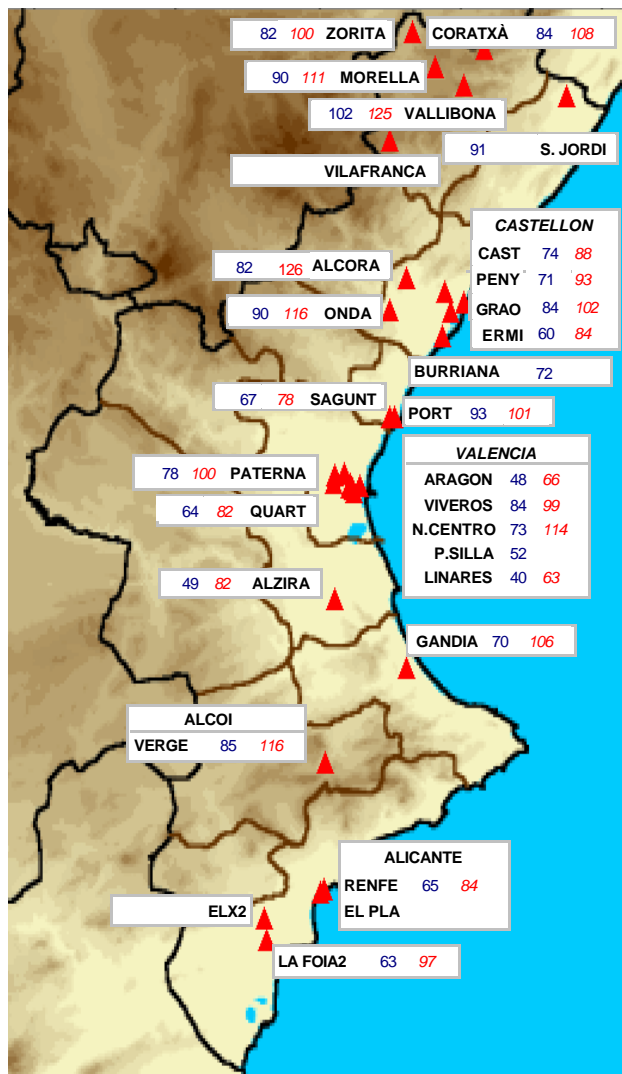 82 100 ZORITA
CORATXÀ 84 108
90 111 MORELLA
102 125 VALLIBONA
91 S. JORDI
VILAFRANCA
CASTELLON
CAST 74 88
PENY 71 93
GRAO 84 102
ERMI 60 84
82 126 ALCORA
90 116 ONDA
BURRIANA 72
67 78 SAGUNT
PORT 93 101
VALENCIA
ARAGON 48 66
VIVEROS 84 99
N.CENTRO 73 114
P.SILLA 52
LINARES 40 63
78 100 PATERNA
64 82 QUART
49 82 ALZIRA
GANDIA 70 106
ALCOI
VERGE 85 116
ALICANTE
RENFE 65 84
EL PLA
ELX2
LA FOIA2 63 97